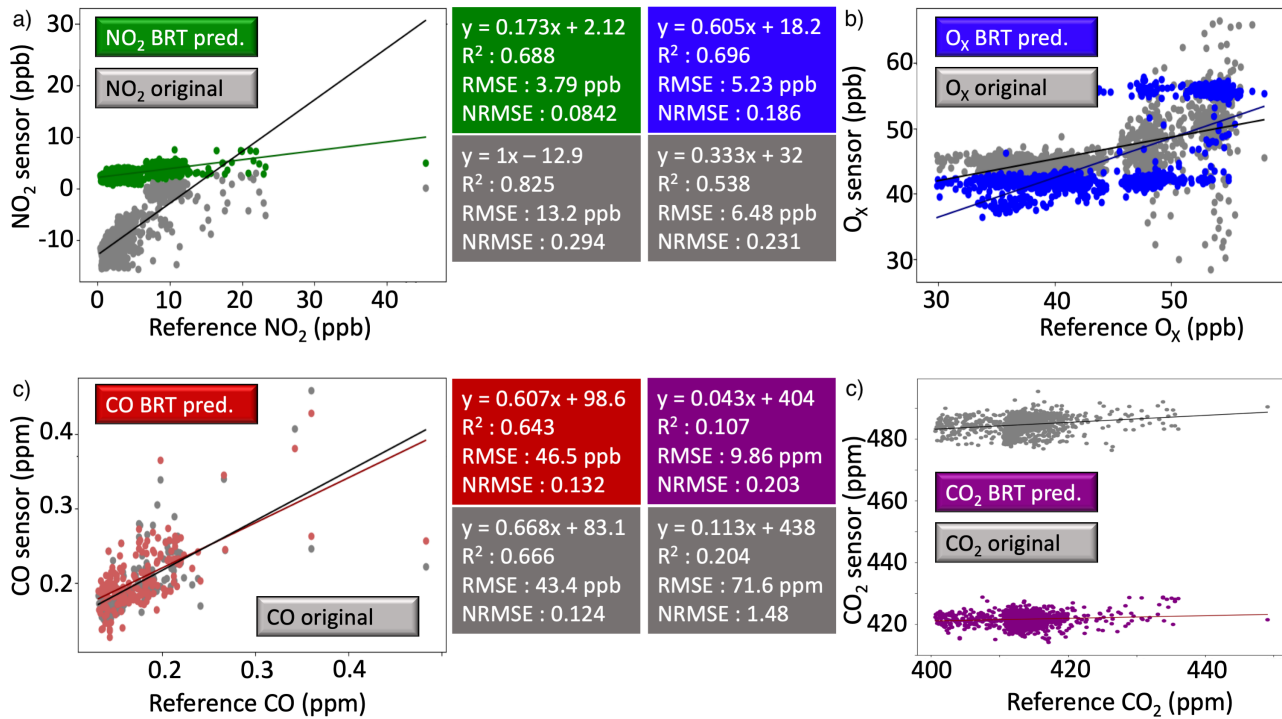 a)
NO₂ sensor (ppb)
30
20
10
0
-10
NO₂ BRT pred.
NO₂ original
0
10
20
30
40
Reference NO₂ (ppb)
y = 0.173x + 2.12
R² : 0.688
RMSE : 3.79 ppb
NRMSE : 0.0842
y = 0.605x + 18.2
R² : 0.696
RMSE : 5.23 ppb
NRMSE : 0.186
y = 1x – 12.9
R² : 0.825
RMSE : 13.2 ppb
NRMSE : 0.294
y = 0.333x + 32
R² : 0.538
RMSE : 6.48 ppb
NRMSE : 0.231
b)
Oₓ sensor (ppb)
60
50
40
30
Oₓ BRT pred.
Oₓ original
30
40
50
Reference Oₓ (ppb)
c)
CO sensor (ppm)
0.4
0.3
0.2
CO BRT pred.
CO original
0.2
0.3
0.4
Reference CO (ppm)
y = 0.607x + 98.6
R² : 0.643
RMSE : 46.5 ppb
NRMSE : 0.132
y = 0.043x + 404
R² : 0.107
RMSE : 9.86 ppm
NRMSE : 0.203
y = 0.668x + 83.1
R² : 0.666
RMSE : 43.4 ppb
NRMSE : 0.124
y = 0.113x + 438
R² : 0.204
RMSE : 71.6 ppm
NRMSE : 1.48
c)
CO₂ sensor (ppm)
480
460
440
420
CO₂ BRT pred.
CO₂ original
400
420
440
Reference CO₂ (ppm)